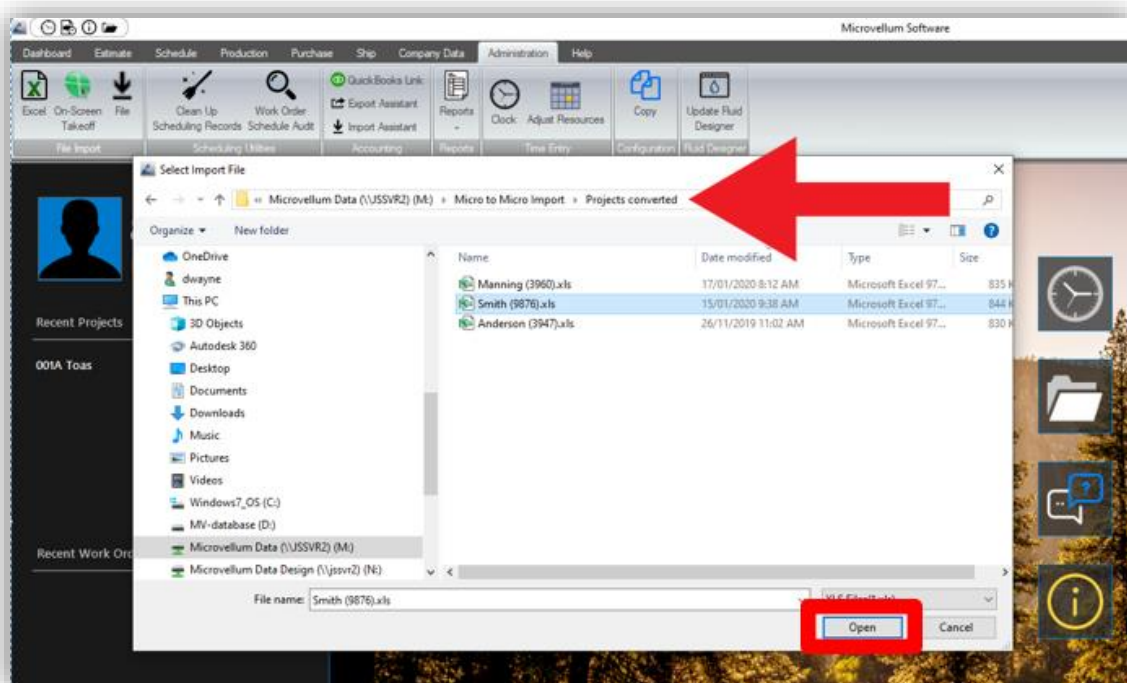 Microvellum Software
Dashboard Estimate Schedule Production Purchase Ship Company Data Administration Help
Excel On-Screen Takeoff File Clean Up Scheduling Records Work Order Schedule Audit QuickBooks Link Export Assistant Import Assistant Reports Clock Adjust Resources Copy Update Fluid Designer
File Import Scheduling Utilities Accounting Reports Time Entry Configuration Fluid Designer
Select Import File
« Microvellum Data (\\JSSVR2) (M:) › Micro to Micro Import › Projects converted
Organize New folder
Name Date modified Type Size
OneDrive
dwayne
This PC
3D Objects
Autodesk 360
Desktop
Documents
Downloads
Music
Pictures
Videos
Windows7_OS (C:)
MV-database (D:)
Microvellum Data (\\JSSVR2) (M:)
Microvellum Data Design (\\jssvr2) (N:)
Manning (3960).xls 17/01/2020 8:12 AM Microsoft Excel 97... 835 K
Smith (9876).xls 15/01/2020 9:38 AM Microsoft Excel 97... 844 K
Anderson (3947).xls 26/11/2019 11:02 AM Microsoft Excel 97... 830 K
Recent Projects
001A Toas
Recent Work Ord
File name: Smith (9876).xls
Open Cancel